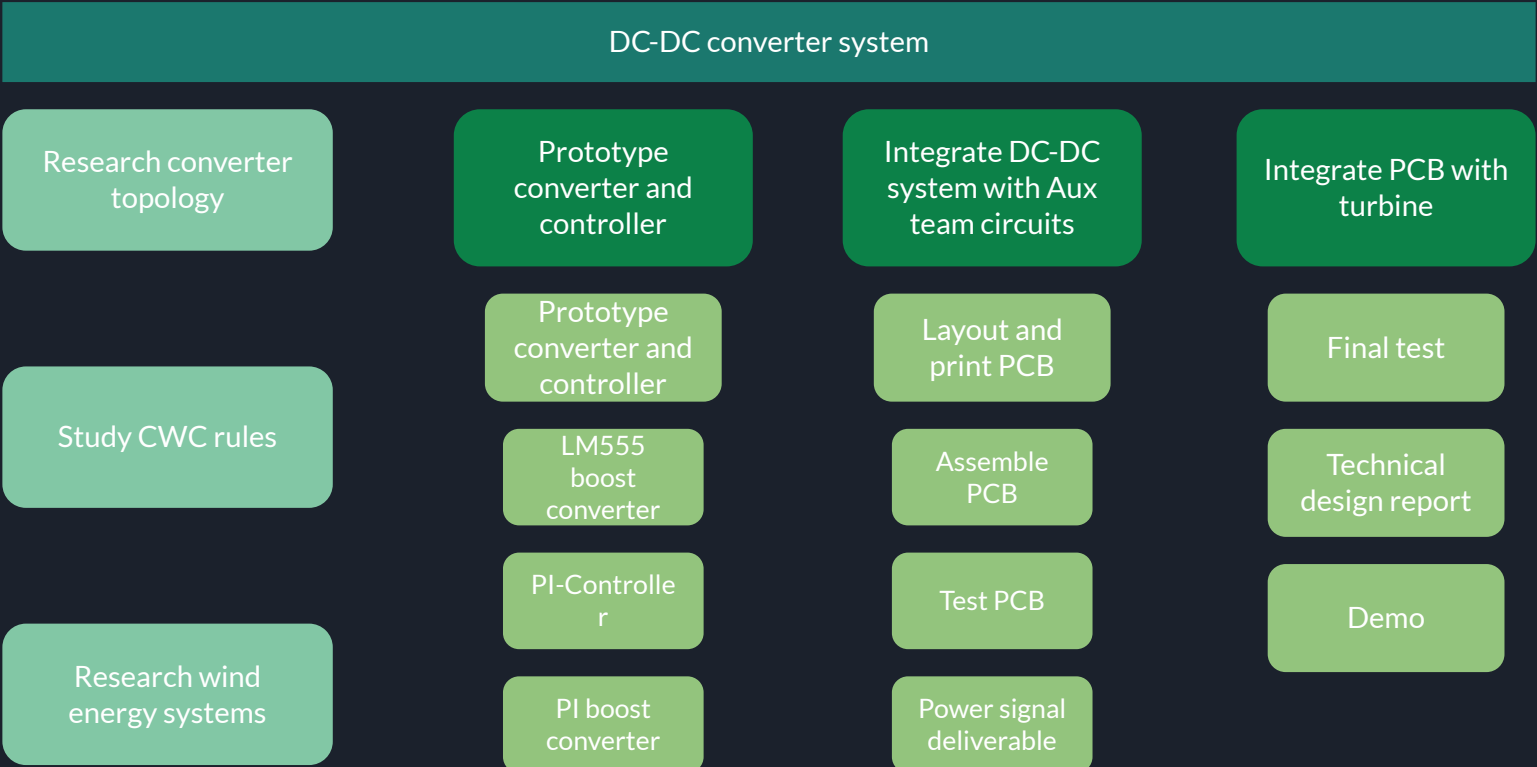 DC-DC converter system
Research converter
topology
Study CWC rules
Research wind
energy systems
Prototype
converter and
controller
Prototype
converter and
controller
LM555
boost
converter
PI-Controlle
r
PI boost
converter
Integrate DC-DC
system with Aux
team circuits
Layout and
print PCB
Assemble
PCB
Test PCB
Power signal
deliverable
Integrate PCB with
turbine
Final test
Technical
design report
Demo